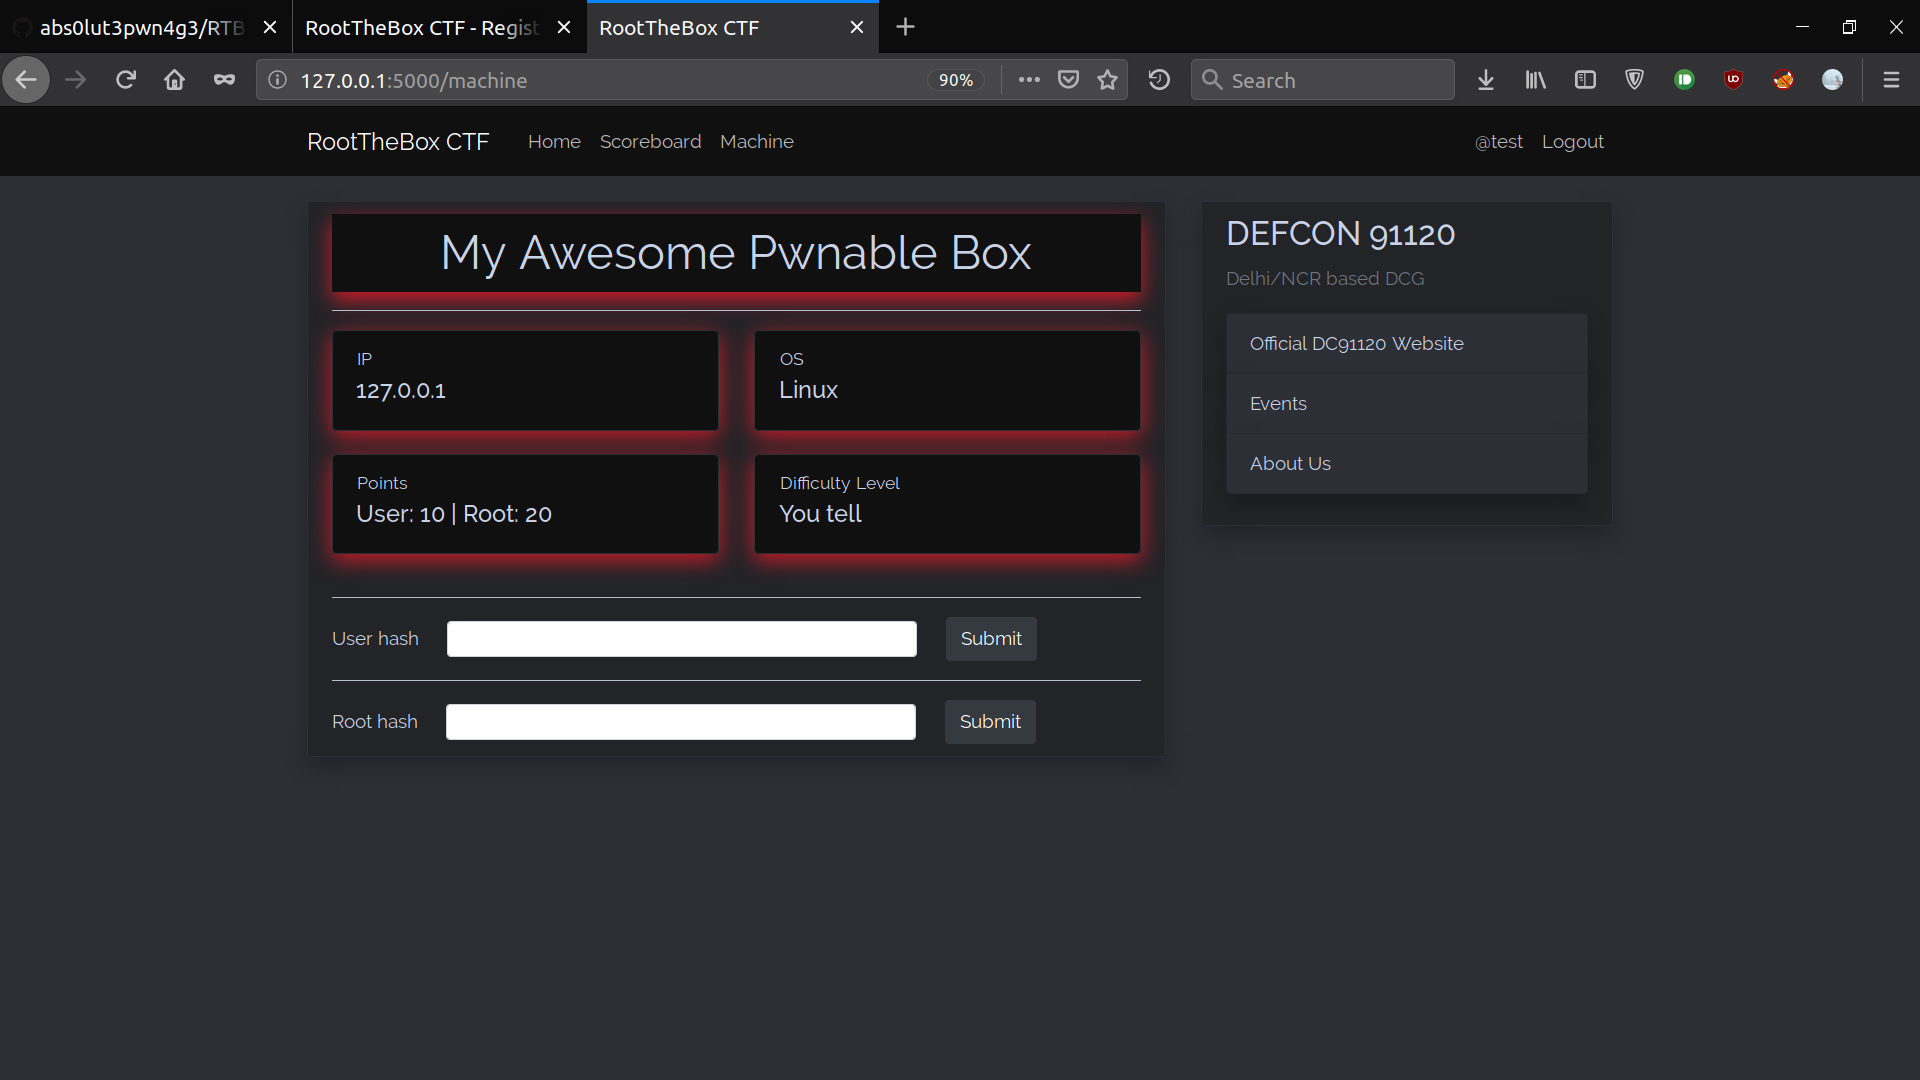 abs0lut3pwn4g3/RTB
RootTheBox CTF - Regist
RootTheBox CTF
127.0.0.1:5000/machine
90%
Search
RootTheBox CTF
Home
Scoreboard
Machine
@test
Logout
My Awesome Pwnable Box
IP
127.0.0.1
OS
Linux
Points
User: 10 | Root: 20
Difficulty Level
You tell
User hash
Submit
Root hash
Submit
DEFCON 91120
Delhi/NCR based DCG
Official DC91120 Website
Events
About Us